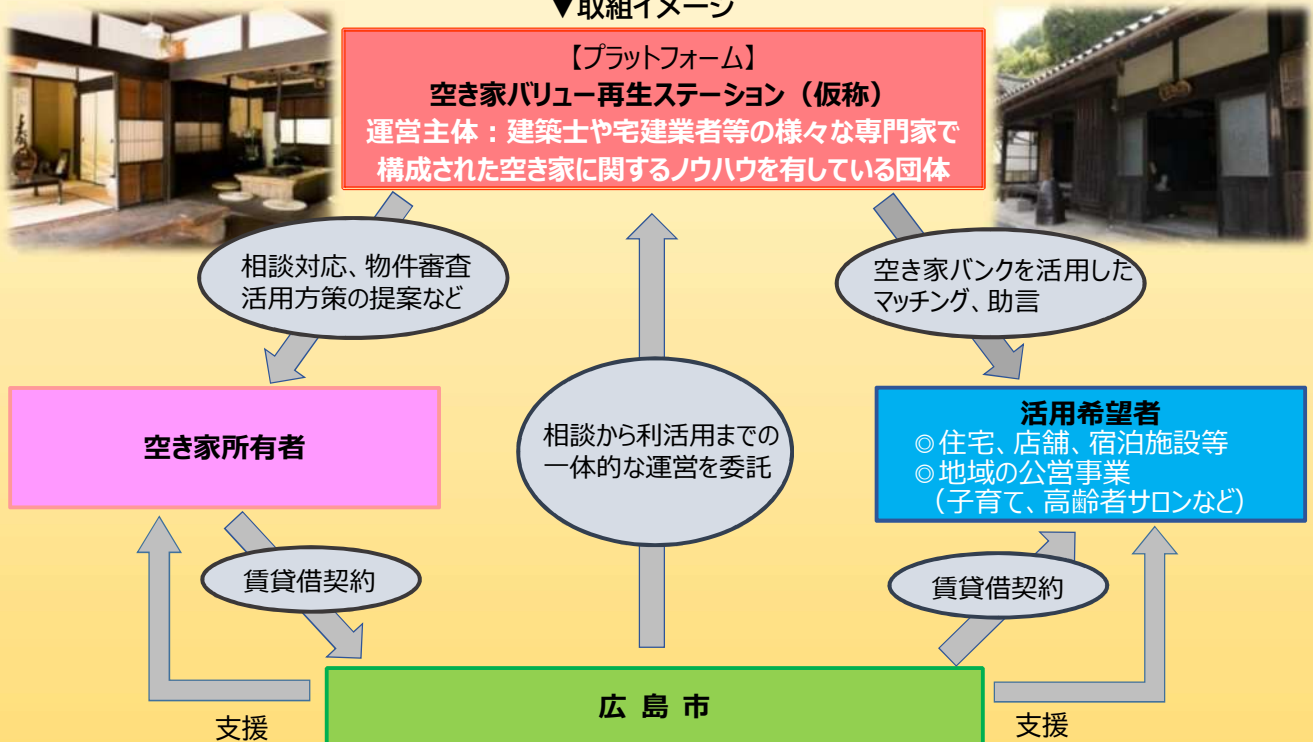 ▼取組イメージ
【プラットフォーム】
空き家バリュー再生ステーション（仮称）
運営主体：建築士や宅建業者等の様々な専門家で
構成された空き家に関するノウハウを有している団体
相談対応、物件審査
活用方策の提案など
空き家バンクを活用した
マッチング、助言
相談から利活用までの
一体的な運営を委託
空き家所有者
活用希望者
◎住宅、店舗、宿泊施設等
◎地域の公営事業
（子育て、高齢者サロンなど）
賃貸借契約
賃貸借契約
広島市
支援
支援